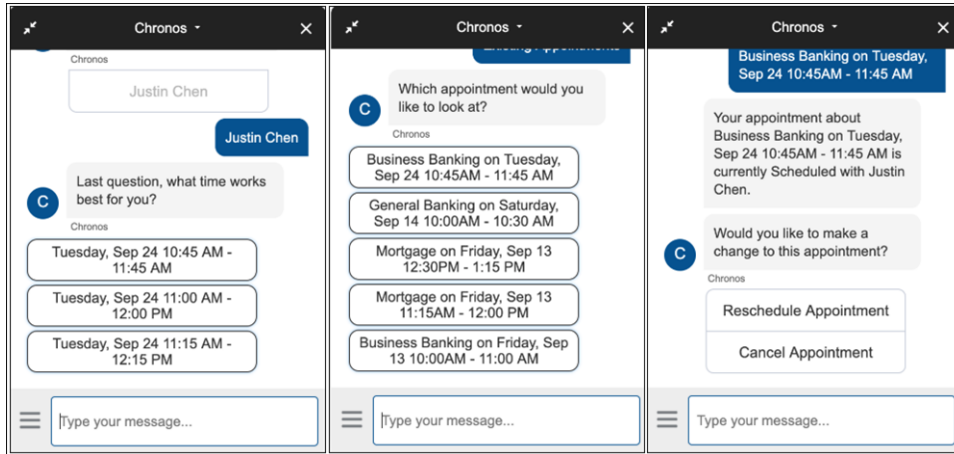 Chronos
Chronos
Justin Chen
Justin Chen
C
Last question, what time works
best for you?
Chronos
Tuesday, Sep 24 10:45 AM -
11:45 AM
Tuesday, Sep 24 11:00 AM -
12:00 PM
Tuesday, Sep 24 11:15 AM -
12:15 PM
Type your message...
Chronos
Existing Appointments
C
Which appointment would you
like to look at?
Chronos
Business Banking on Tuesday,
Sep 24 10:45AM - 11:45 AM
General Banking on Saturday,
Sep 14 10:00AM - 10:30 AM
Mortgage on Friday, Sep 13
12:30PM - 1:15 PM
Mortgage on Friday, Sep 13
11:15AM - 12:00 PM
Business Banking on Friday, Sep
13 10:00AM - 11:00 AM
Type your message...
Chronos
Business Banking on Tuesday,
Sep 24 10:45AM - 11:45 AM
Your appointment about
Business Banking on Tuesday,
Sep 24 10:45AM - 11:45 AM is
currently Scheduled with Justin
Chen.
C
Would you like to make a
change to this appointment?
Chronos
Reschedule Appointment
Cancel Appointment
Type your message...